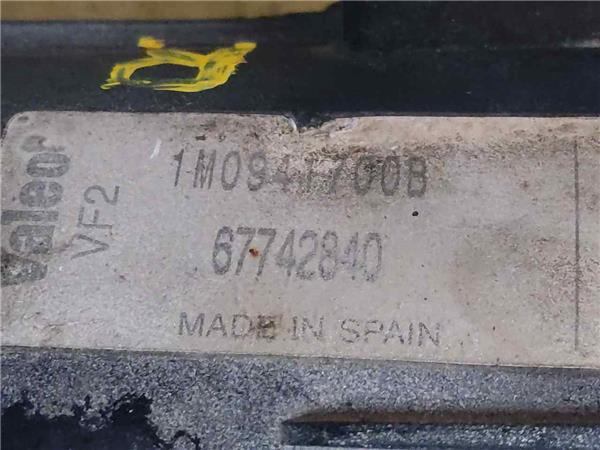 Valeo
VF2
1M0941700B
67742840
MADE IN SPAIN